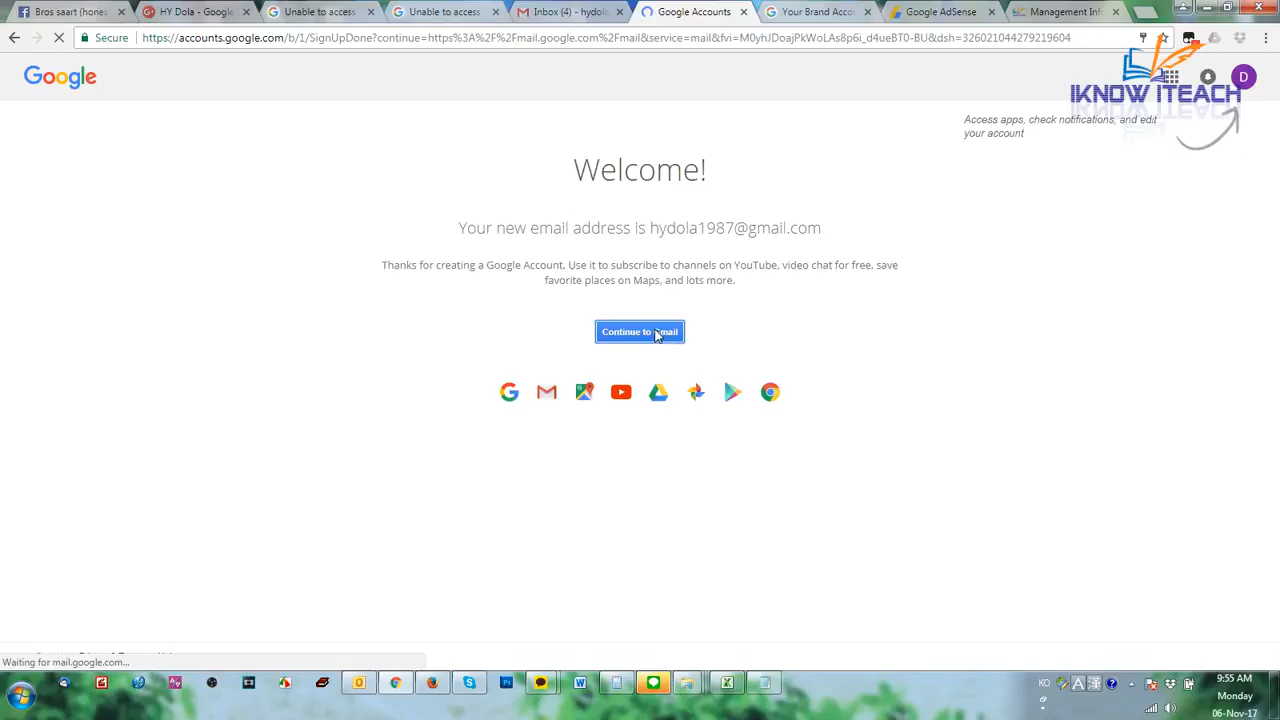 Bros saart (hones
HY Dola - Google
Unable to access
Unable to access
Inbox (4) - hydol
Google Accounts
Your Brand Acco
Google AdSense
Management Inf
Secure
https://accounts.google.com/b/1/SignUpDone?continue=https%3A%2F%2Fmail.google.com%2Fmail&service=mail&fvi=M0yhJDoajPkWoLAs8p6i_d4ueBT0-BU&dsh=326021044279219604
Google
D
IKNOW ITEACH
Access apps, check notifications, and edit
your account
Welcome!
Your new email address is hydola1987@gmail.com
Thanks for creating a Google Account. Use it to subscribe to channels on YouTube, video chat for free, save
favorite places on Maps, and lots more.
Continue to Gmail
Waiting for mail.google.com...
KO
9:55 AM
Monday
06-Nov-17